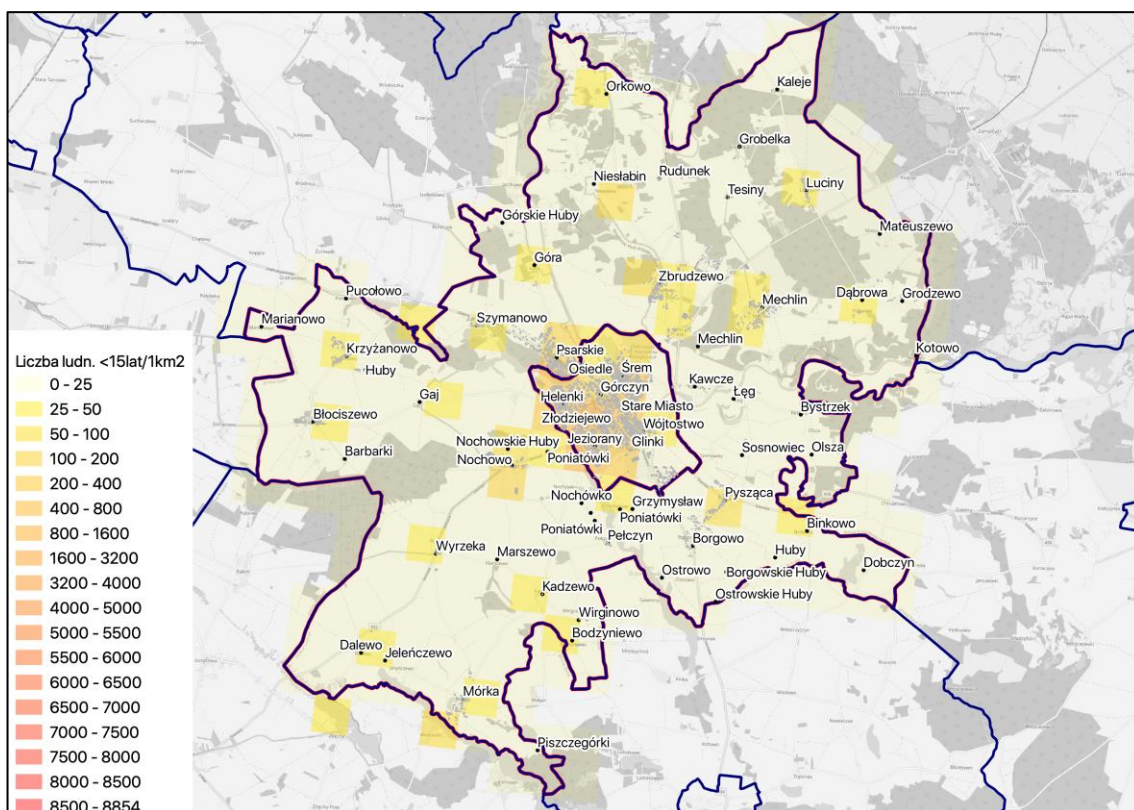 Orkowo
Kaleje
Grobelka
Niesłabin
Rudunek
Tesiny
Luciny
Górskie Huby
Mateuszewo
Góra
Zbrudzewo
Mechlin
Dąbrowa
Grodzewo
Pucołowo
Marianowo
Szymanowo
Krzyżanowo
Huby
Psarskie
Osiedle
Śrem
Mechlin
Kotowo
Gaj
Helenki
Górczyn
Kawcze
Łęg
Błociszewo
Złodziejewo
Stare Miasto
Wójtostwo
Bystrzek
Barbarki
Nochowskie Huby
Jeziorany
Glinki
Nochowo
Poniatówki
Sosnowiec
Olsza
Nochówko
Grzymysław
Pysząca
Poniatówki
Poniatówki
Pełczyn
Binkowo
Wyrzeka
Marszewo
Borgowo
Huby
Dobczyn
Kadzewo
Ostrowo
Borgowskie Huby
Ostrowskie Huby
Wirginowo
Bodzyniewo
Dalewo
Jeleńczewo
Mórka
Piszczegórki
Liczba ludn. <15lat/1km2
0 - 25
25 - 50
50 - 100
100 - 200
200 - 400
400 - 800
800 - 1600
1600 - 3200
3200 - 4000
4000 - 5000
5000 - 5500
5500 - 6000
6000 - 6500
6500 - 7000
7000 - 7500
7500 - 8000
8000 - 8500
8500 - 8854